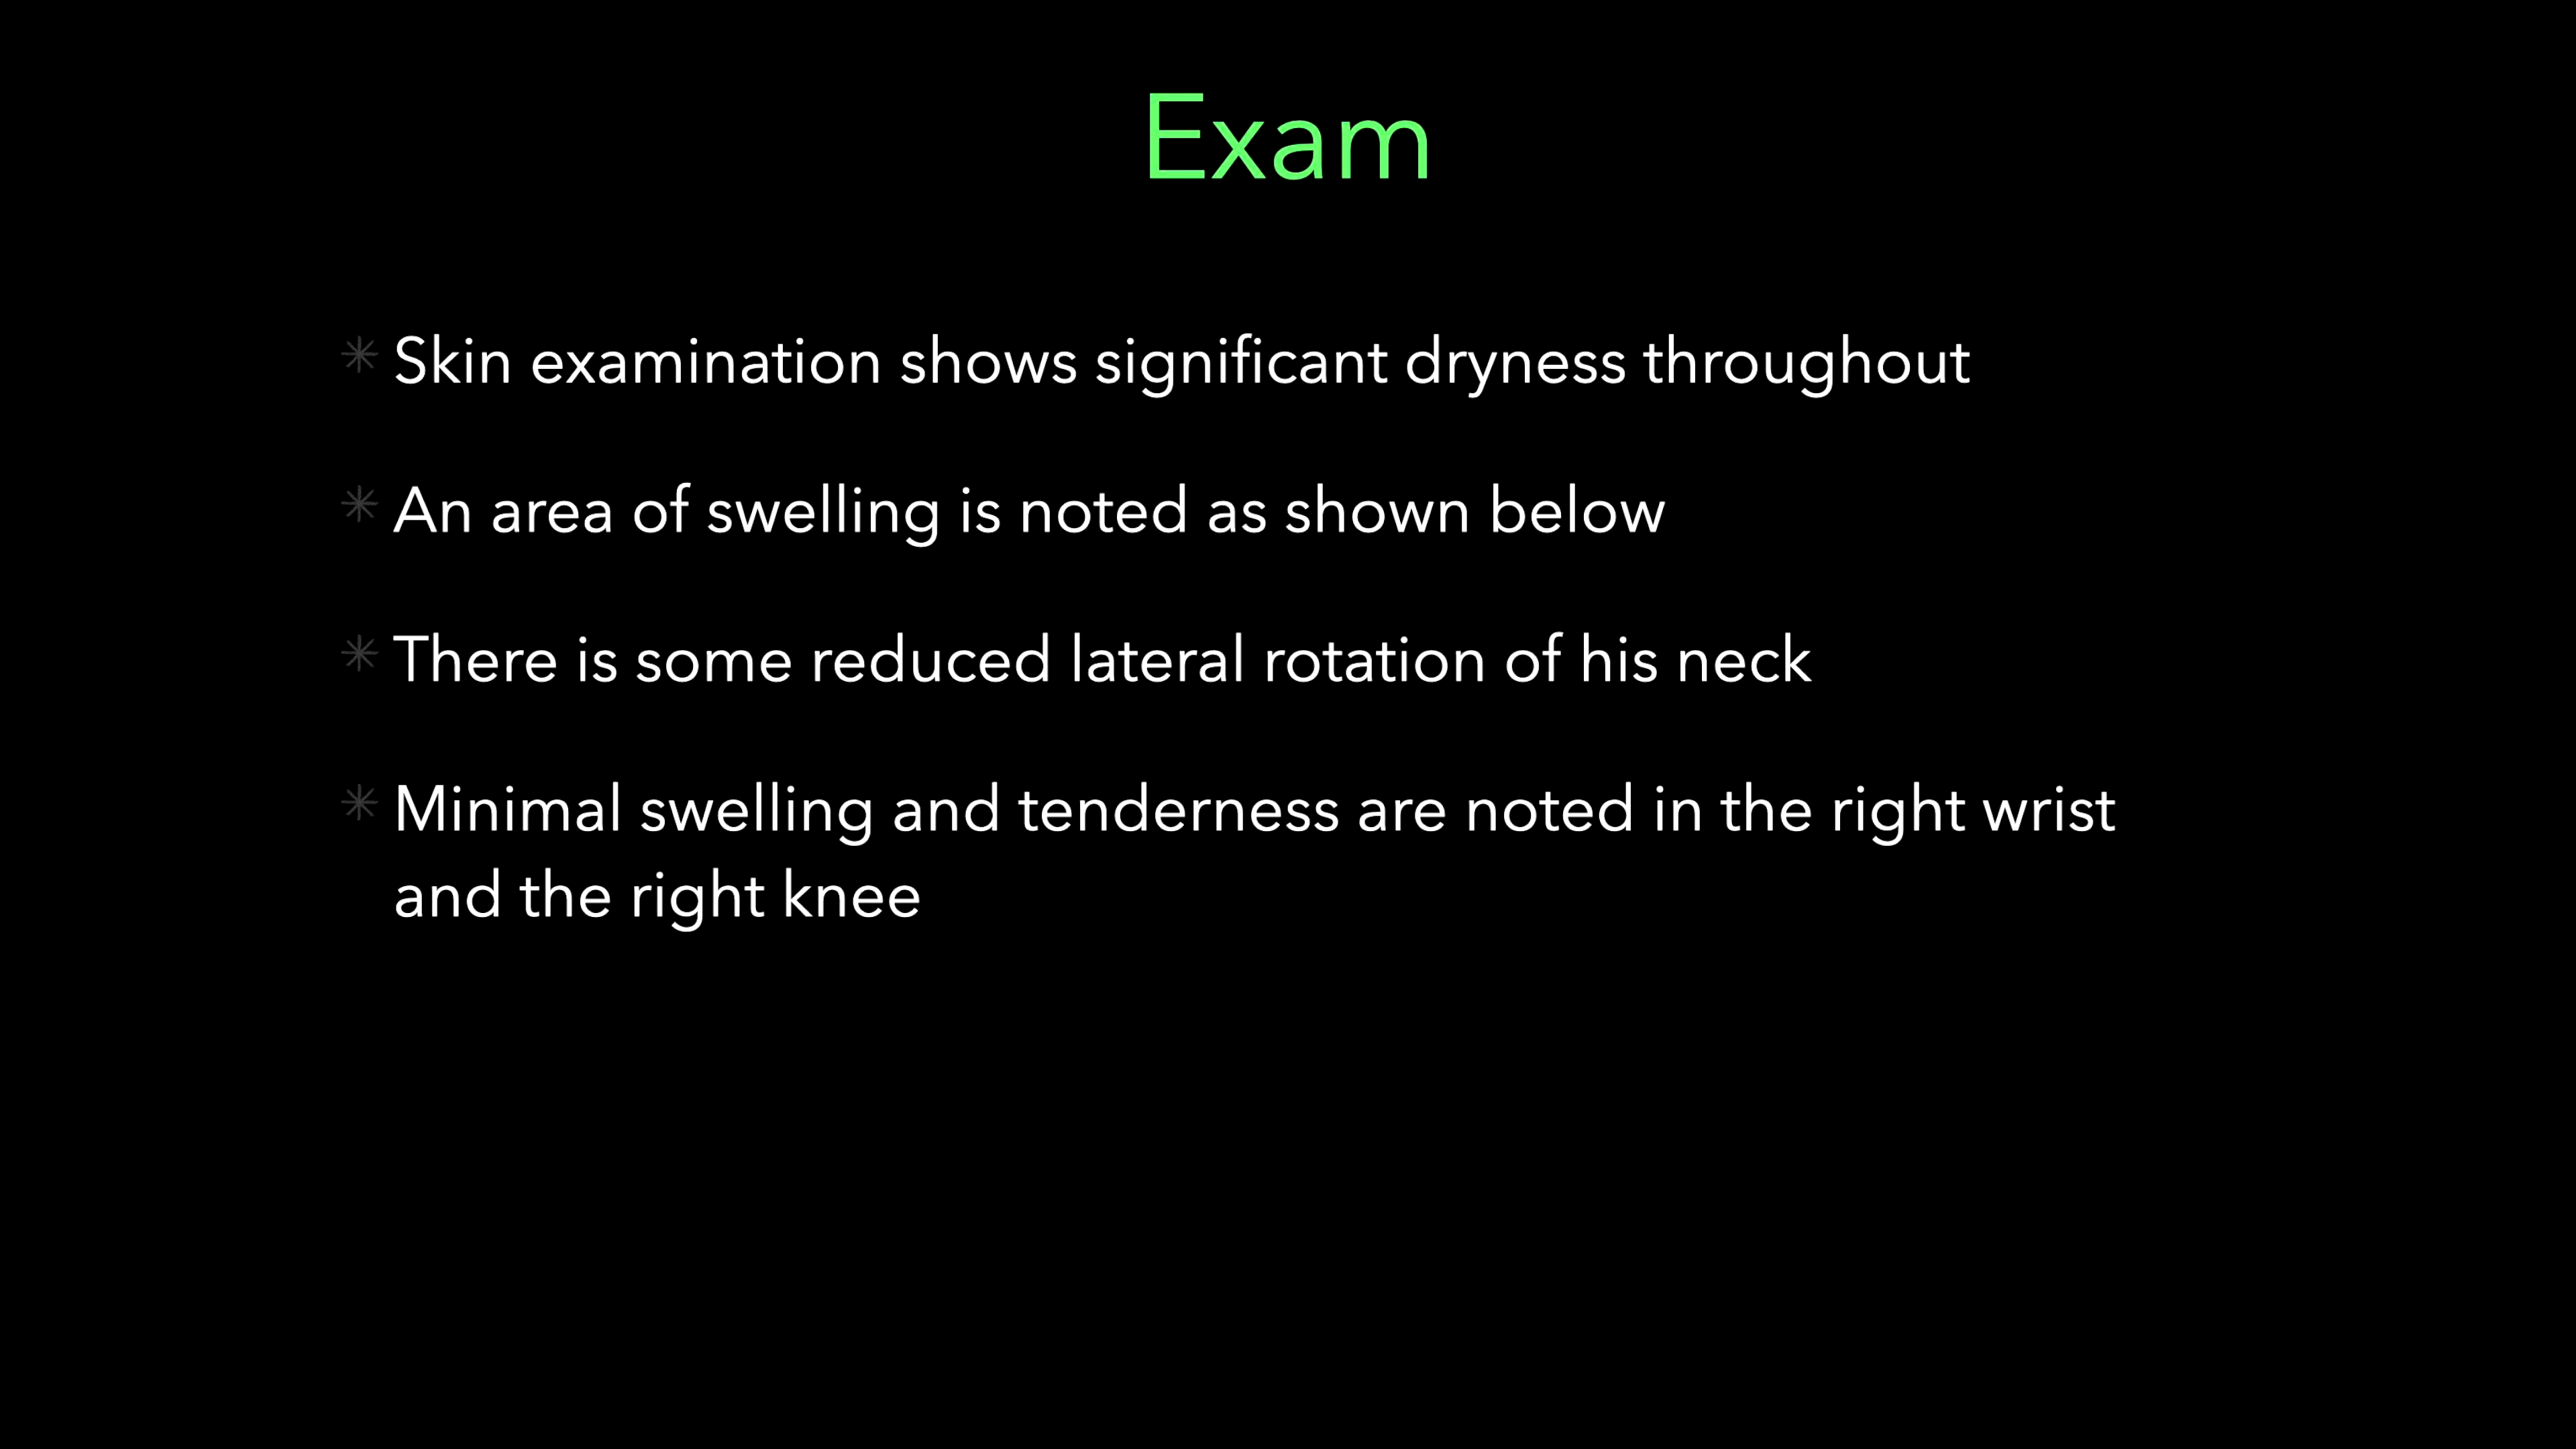 Exam
Skin examination shows significant dryness throughout
An area of swelling is noted as shown below
There is some reduced lateral rotation of his neck
Minimal swelling and tenderness are noted in the right wrist
and the right knee